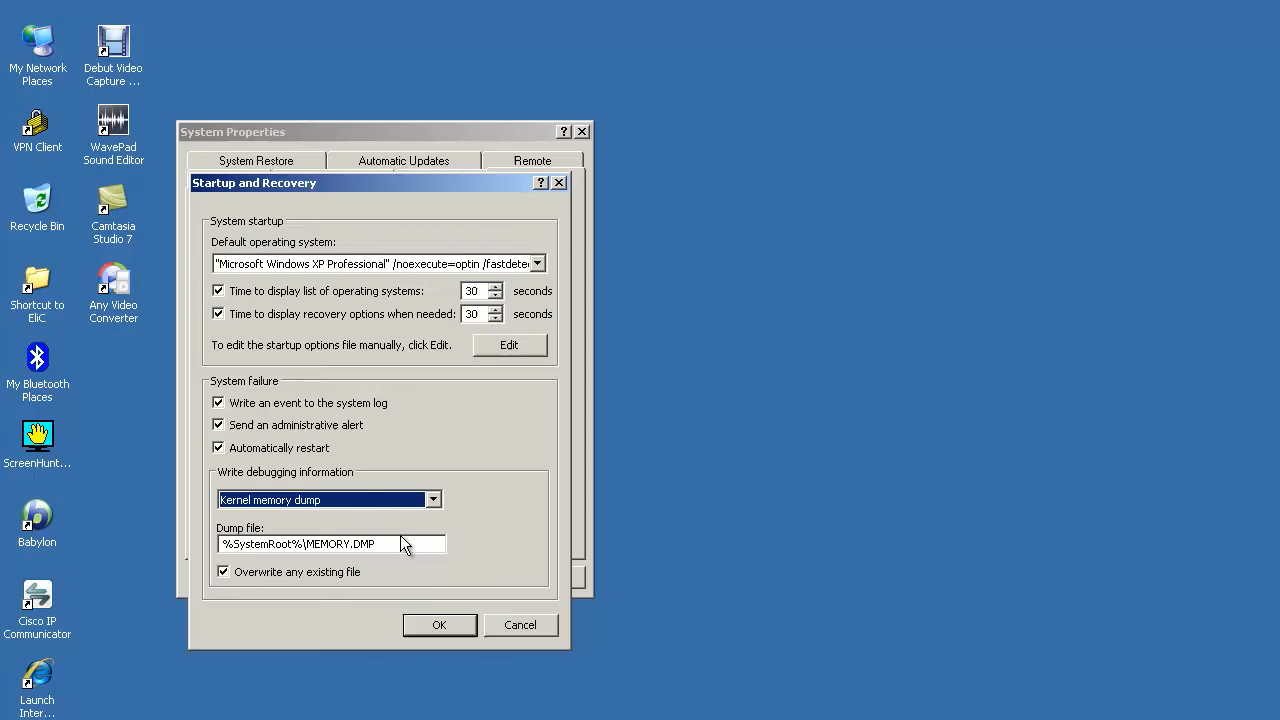 My Network
Places
Debut Video
Capture ...
VPN Client
WavePad
Sound Editor
Recycle Bin
Camtasia
Studio 7
Shortcut to
EliC
Any Video
Converter
My Bluetooth
Places
ScreenHunt...
Babylon
Cisco IP
Communicator
Launch
Inter...
System Properties
System Restore
Automatic Updates
Remote
Startup and Recovery
System startup
Default operating system:
"Microsoft Windows XP Professional" /noexecute=optin /fastdete
Time to display list of operating systems: 30 seconds
Time to display recovery options when needed: 30 seconds
To edit the startup options file manually, click Edit. Edit
System failure
Write an event to the system log
Send an administrative alert
Automatically restart
Write debugging information
Kernel memory dump
Dump file:
%SystemRoot%\MEMORY.DMP
Overwrite any existing file
OK
Cancel